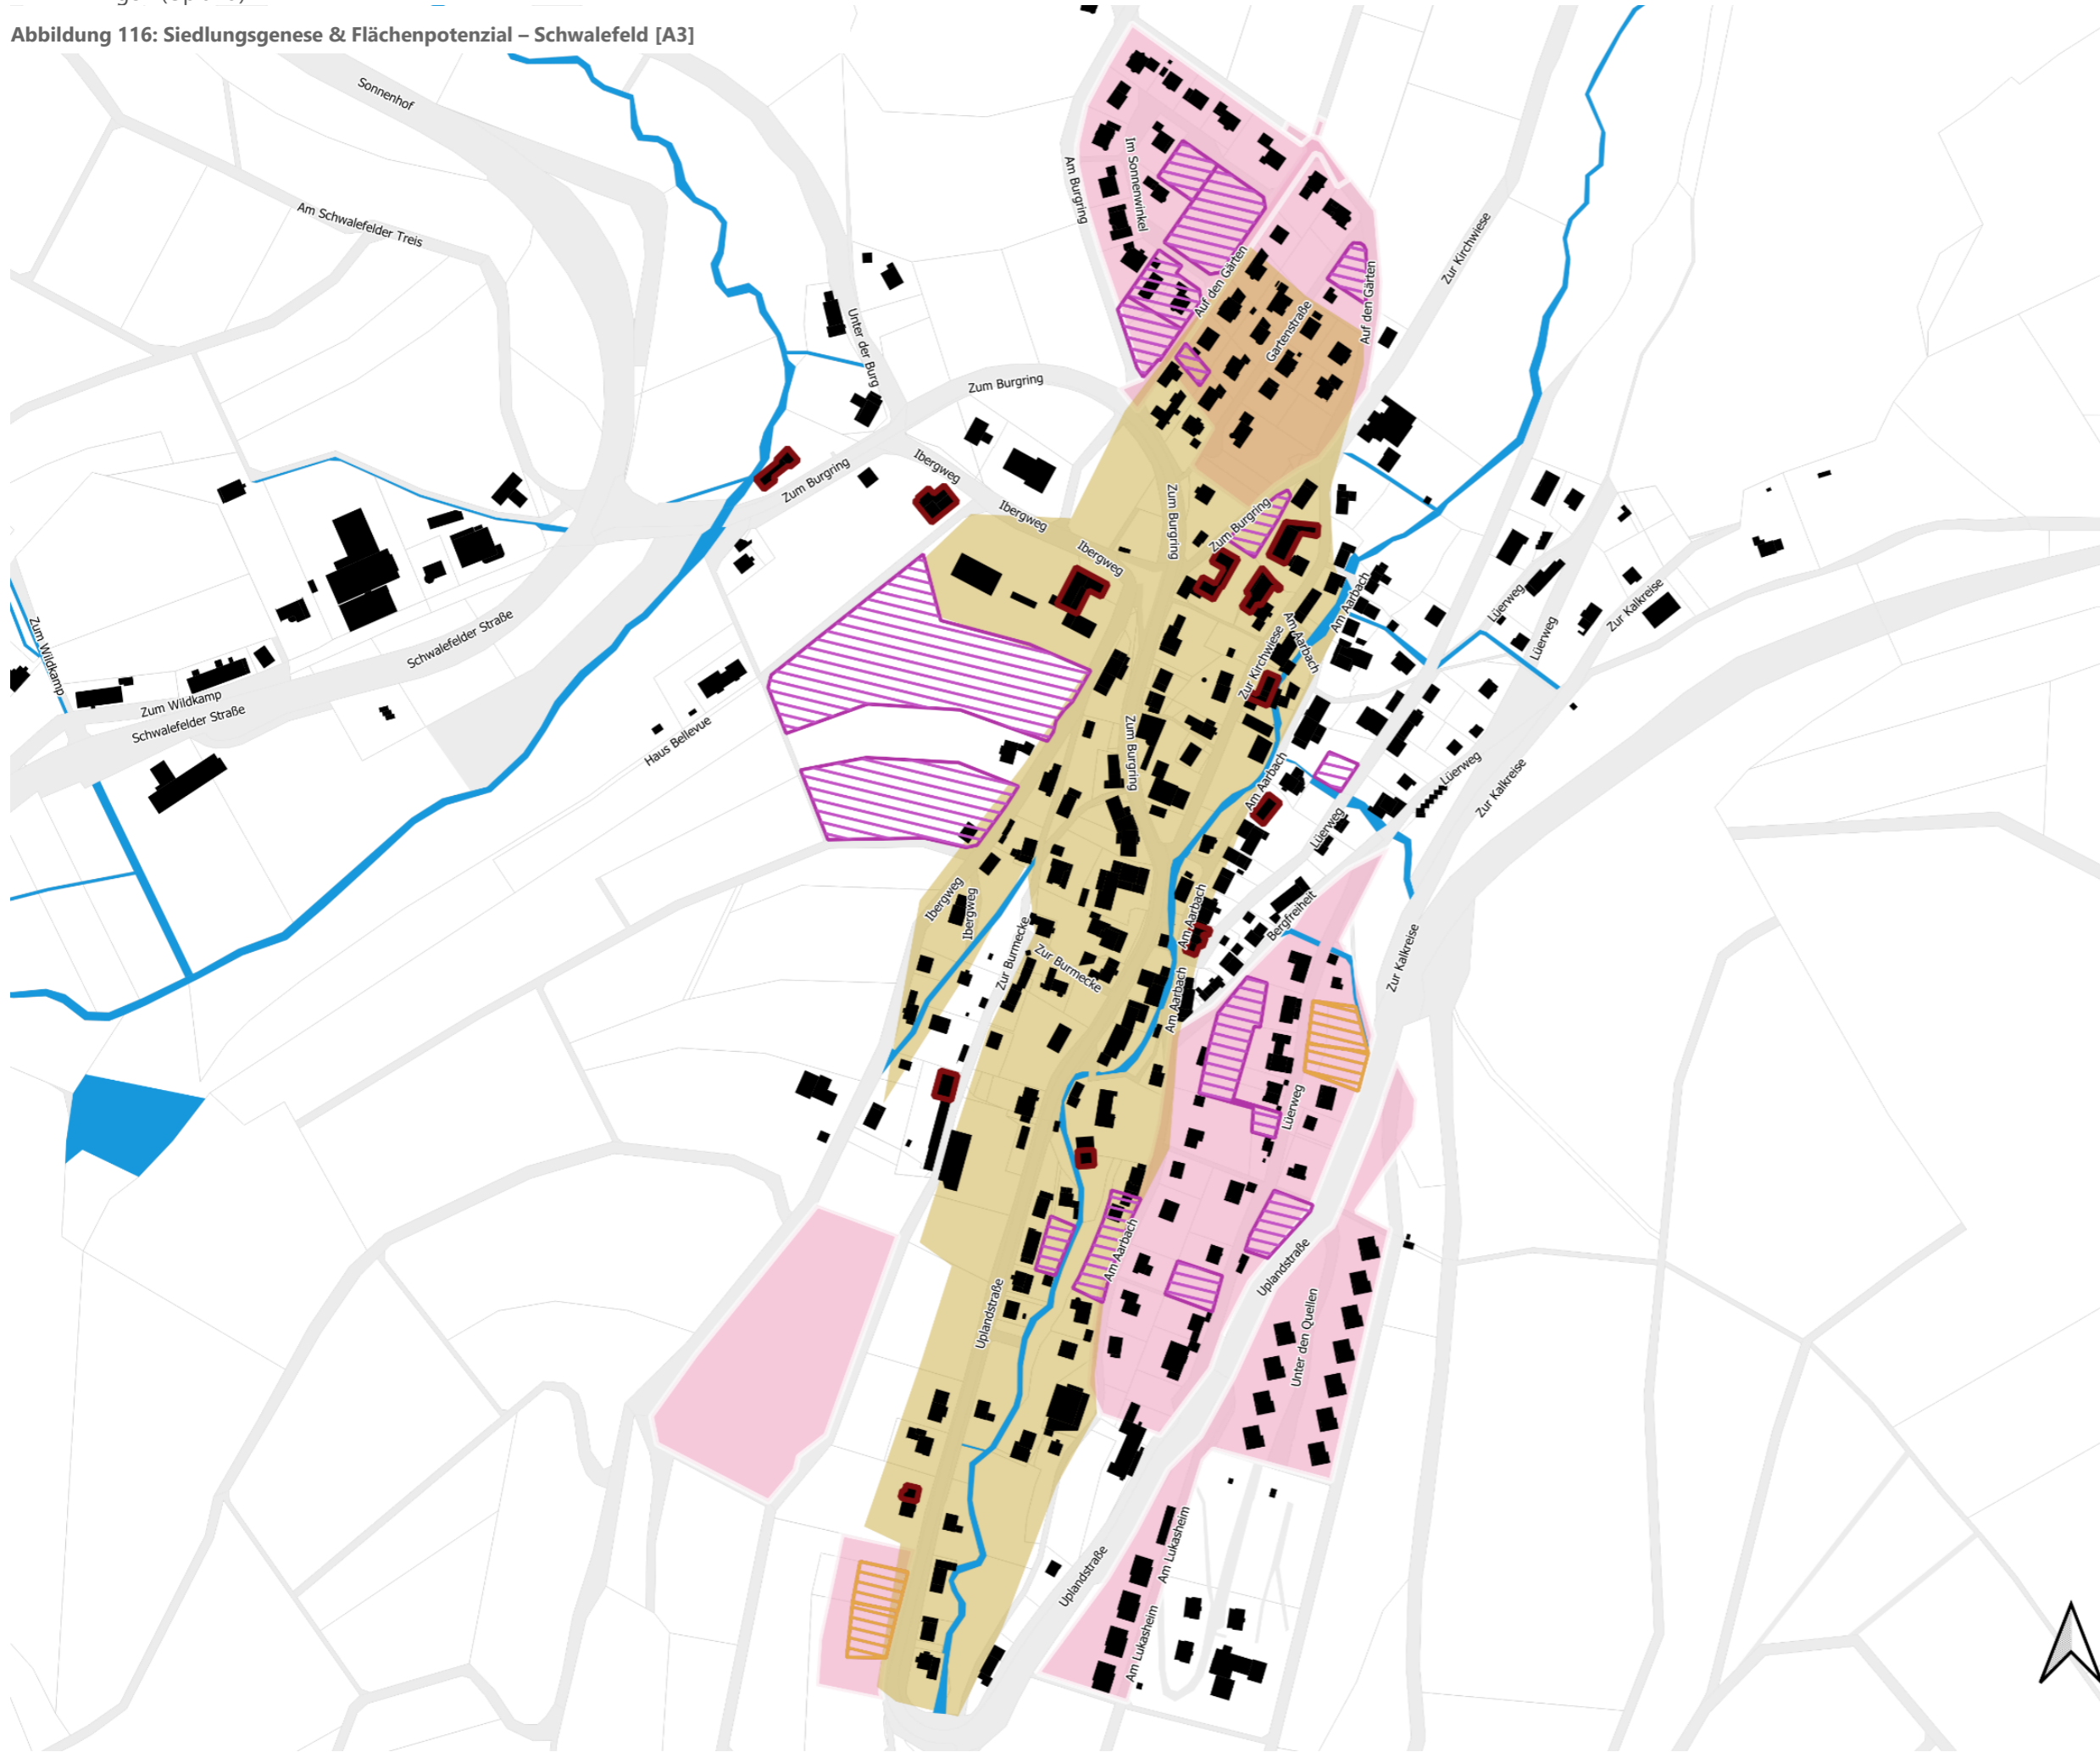 Abbildung 116: Siedlungsgenese & Flächenpotenzial – Schwalefeld [A3]
Sonnenhof
Am Schwalefelder Treis
Im Sonnenwinkel
Am Burgring
Auf den Gärten
Auf den Gärten
Gartenstraße
Zur Kirchwiese
Unter der Burg
Zum Burgring
Zum Burgring
Ibergweg
Ibergweg
Ibergweg
Zum Burgring
Zum Burgring
Am Aarbach
Am Aarbach
Zur Kirchwiese
Lüerweg
Lüerweg
Zur Kalkreise
Zum Wildkamp
Schwalefelder Straße
Zum Wildkamp
Schwalefelder Straße
Haus Bellevue
Zum Burgring
Am Aarbach
Lüerweg
Lüerweg
Zur Kalkreise
Ibergweg
Ibergweg
Zur Burmecke
Zur Burmecke
Am Aarbach
Am Aarbach
Bergfreiheit
Zur Kalkreise
Lüerweg
Am Aarbach
Uplandstraße
Uplandstraße
Unter den Quellen
Uplandstraße
Am Lukasheim
Am Lukasheim